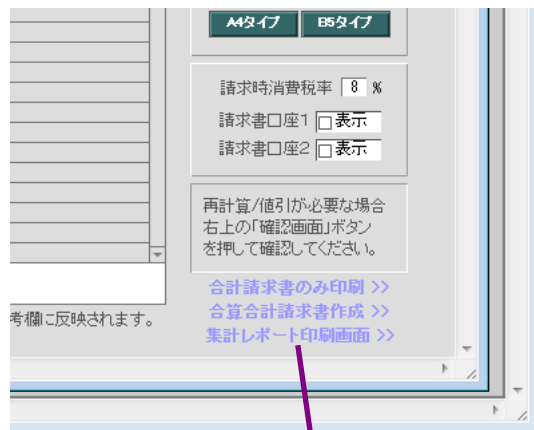 A4タイプ B5タイプ
請求時消費税率 8 %
請求書口座1 表示
請求書口座2 表示
再計算/値引が必要な場合
右上の「確認画面」ボタン
を押して確認してください。
合計請求書のみ印刷 >>
合算合計請求書作成 >>
考欄に反映されます。
集計レポート印刷画面 >>